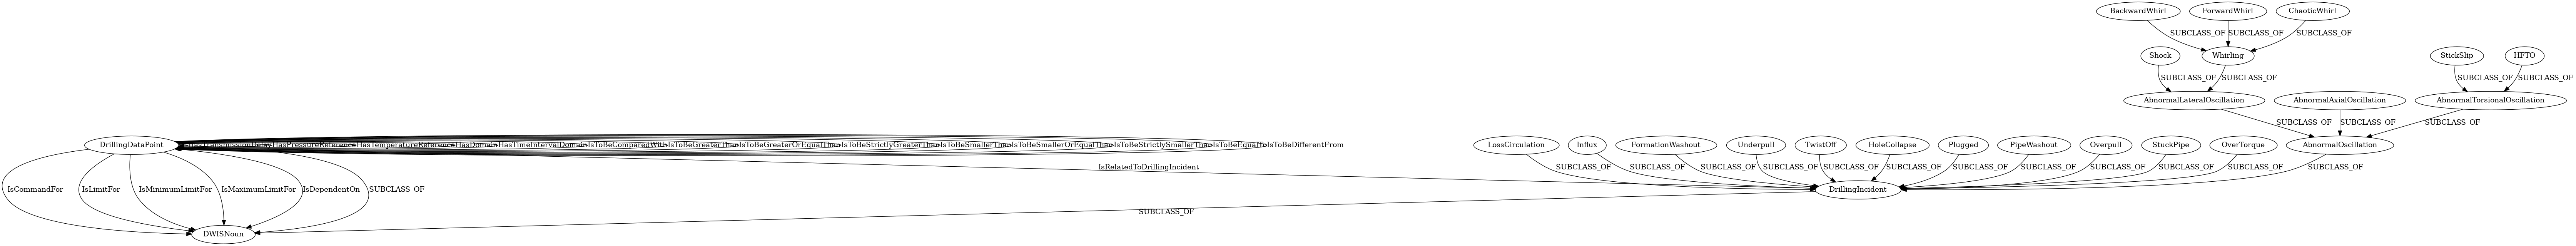 BackwardWhirl
ForwardWhirl
ChaoticWhirl
SUBCLASS_OF
SUBCLASS_OF
SUBCLASS_OF
Shock
Whirling
StickSlip
HFTO
SUBCLASS_OF
SUBCLASS_OF
SUBCLASS_OF
SUBCLASS_OF
AbnormalLateralOscillation
AbnormalAxialOscillation
AbnormalTorsionalOscillation
SUBCLASS_OF
SUBCLASS_OF
SUBCLASS_OF
DrillingDataPoint
HasPressureReference
HasTemperatureReference
HasDomain
HasTimeIntervalDomain
IsToBeComparedWith
IsToBeGreaterThan
IsToBeGreaterOrEqualThan
IsToBeStrictlyGreaterThan
IsToBeSmallerThan
IsToBeSmallerOrEqualThan
IsToBeStrictlySmallerThan
IsToBeEqualTo
IsToBeDifferentFrom
LossCirculation
Influx
FormationWashout
Underpull
TwistOff
HoleCollapse
Plugged
PipeWashout
Overpull
StuckPipe
OverTorque
AbnormalOscillation
IsRelatedToDrillingIncident
SUBCLASS_OF
SUBCLASS_OF
SUBCLASS_OF
SUBCLASS_OF
SUBCLASS_OF
SUBCLASS_OF
SUBCLASS_OF
SUBCLASS_OF
SUBCLASS_OF
SUBCLASS_OF
SUBCLASS_OF
SUBCLASS_OF
IsCommandFor
IsLimitFor
IsMinimumLimitFor
IsMaximumLimitFor
IsDependentOn
SUBCLASS_OF
DrillingIncident
SUBCLASS_OF
DWISNoun